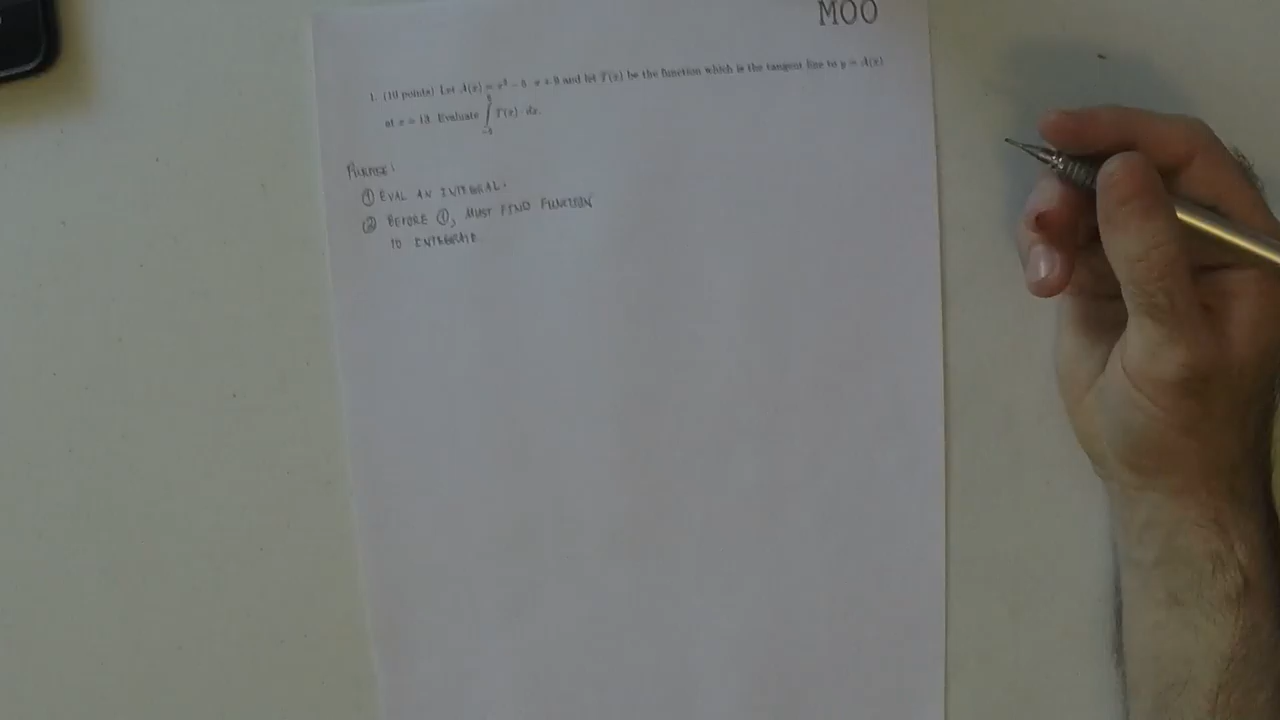 MOO
1. (10 points) Let A(x) = and let T(x) be the function which is the tangent line to y = A(x)
at x = 13. Evaluate ∫ T(x) dx.
PURPOSE:
① EVAL AN INTEGRAL.
② BEFORE ①, MUST FIND FUNCTION
TO INTEGRATE